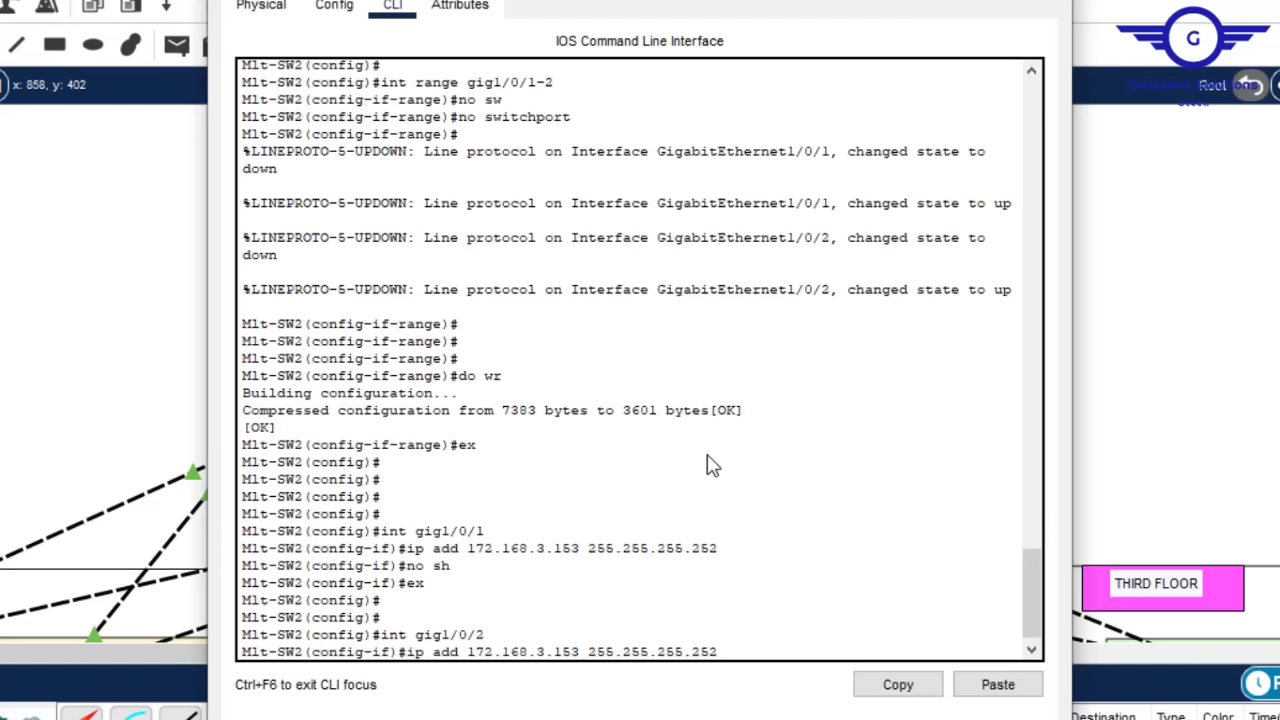 Physical Config CLI Attributes
IOS Command Line Interface
x: 858, y: 402
G
Root
Mlt-SW2(config)#
Mlt-SW2(config)#int range gig1/0/1-2
Mlt-SW2(config-if-range)#no sw
Mlt-SW2(config-if-range)#no switchport
Mlt-SW2(config-if-range)#
%LINEPROTO-5-UPDOWN: Line protocol on Interface GigabitEthernet1/0/1, changed state to
down
%LINEPROTO-5-UPDOWN: Line protocol on Interface GigabitEthernet1/0/1, changed state to up
%LINEPROTO-5-UPDOWN: Line protocol on Interface GigabitEthernet1/0/2, changed state to
down
%LINEPROTO-5-UPDOWN: Line protocol on Interface GigabitEthernet1/0/2, changed state to up
Mlt-SW2(config-if-range)#
Mlt-SW2(config-if-range)#
Mlt-SW2(config-if-range)#
Mlt-SW2(config-if-range)#do wr
Building configuration...
Compressed configuration from 7383 bytes to 3601 bytes[OK]
[OK]
Mlt-SW2(config-if-range)#ex
Mlt-SW2(config)#
Mlt-SW2(config)#
Mlt-SW2(config)#
Mlt-SW2(config)#
Mlt-SW2(config)#int gig1/0/1
Mlt-SW2(config-if)#ip add 172.168.3.153 255.255.255.252
Mlt-SW2(config-if)#no sh
Mlt-SW2(config-if)#ex
Mlt-SW2(config)#
Mlt-SW2(config)#
Mlt-SW2(config)#int gig1/0/2
Mlt-SW2(config-if)#ip add 172.168.3.153 255.255.255.252
THIRD FLOOR
Ctrl+F6 to exit CLI focus
Copy Paste
Destination Type Color